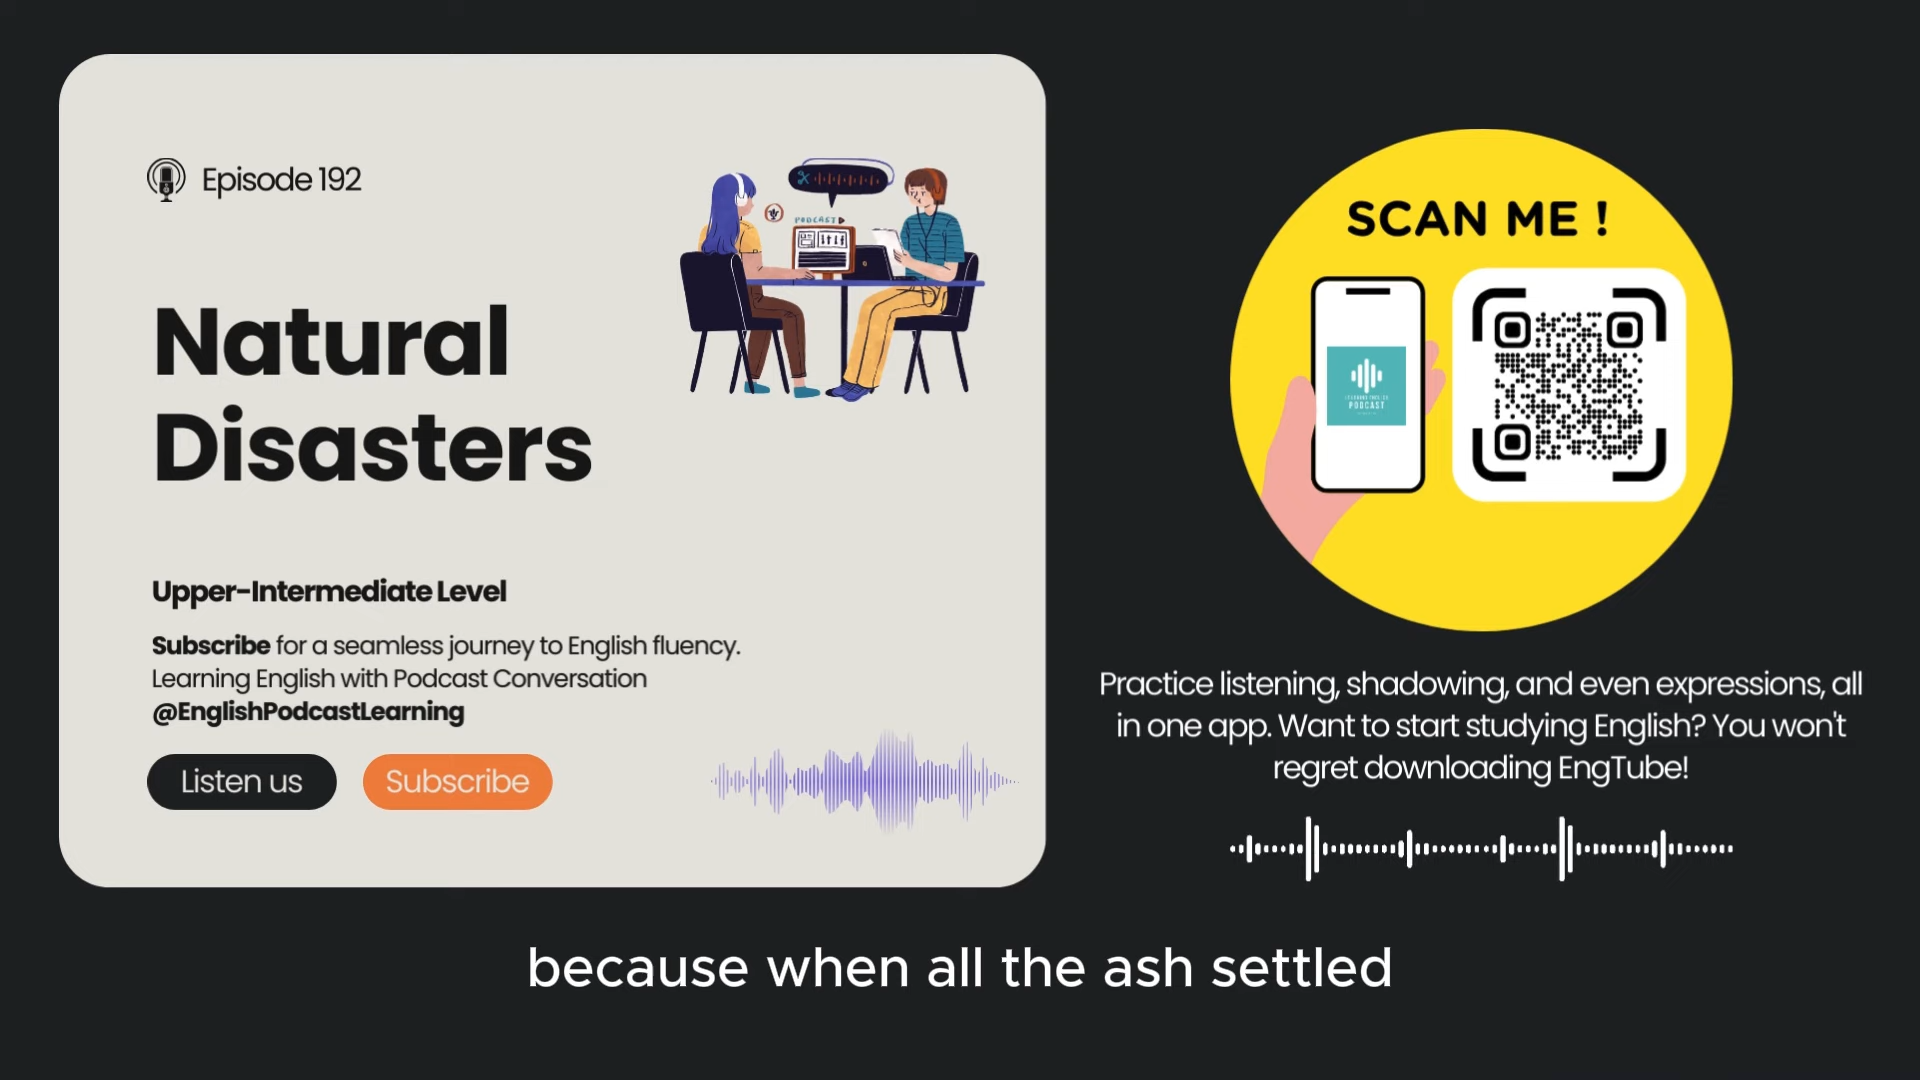 Episode 192
PODCAST
Natural
Disasters
Upper-Intermediate Level
Subscribe for a seamless journey to English fluency.
Learning English with Podcast Conversation
@EnglishPodcastLearning
Listen us
Subscribe
SCAN ME !
PODCAST
Practice listening, shadowing, and even expressions, all
in one app. Want to start studying English? You won't
regret downloading EngTube!
because when all the ash settled